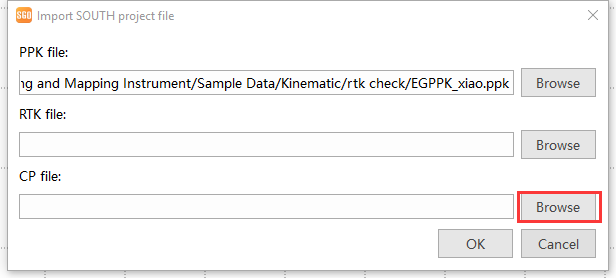 SGO Import SOUTH project file
PPK file:
ng and Mapping Instrument/Sample Data/Kinematic/rtk check/EGPPK_xiao.ppk Browse
RTK file:
Browse
CP file:
Browse
OK Cancel